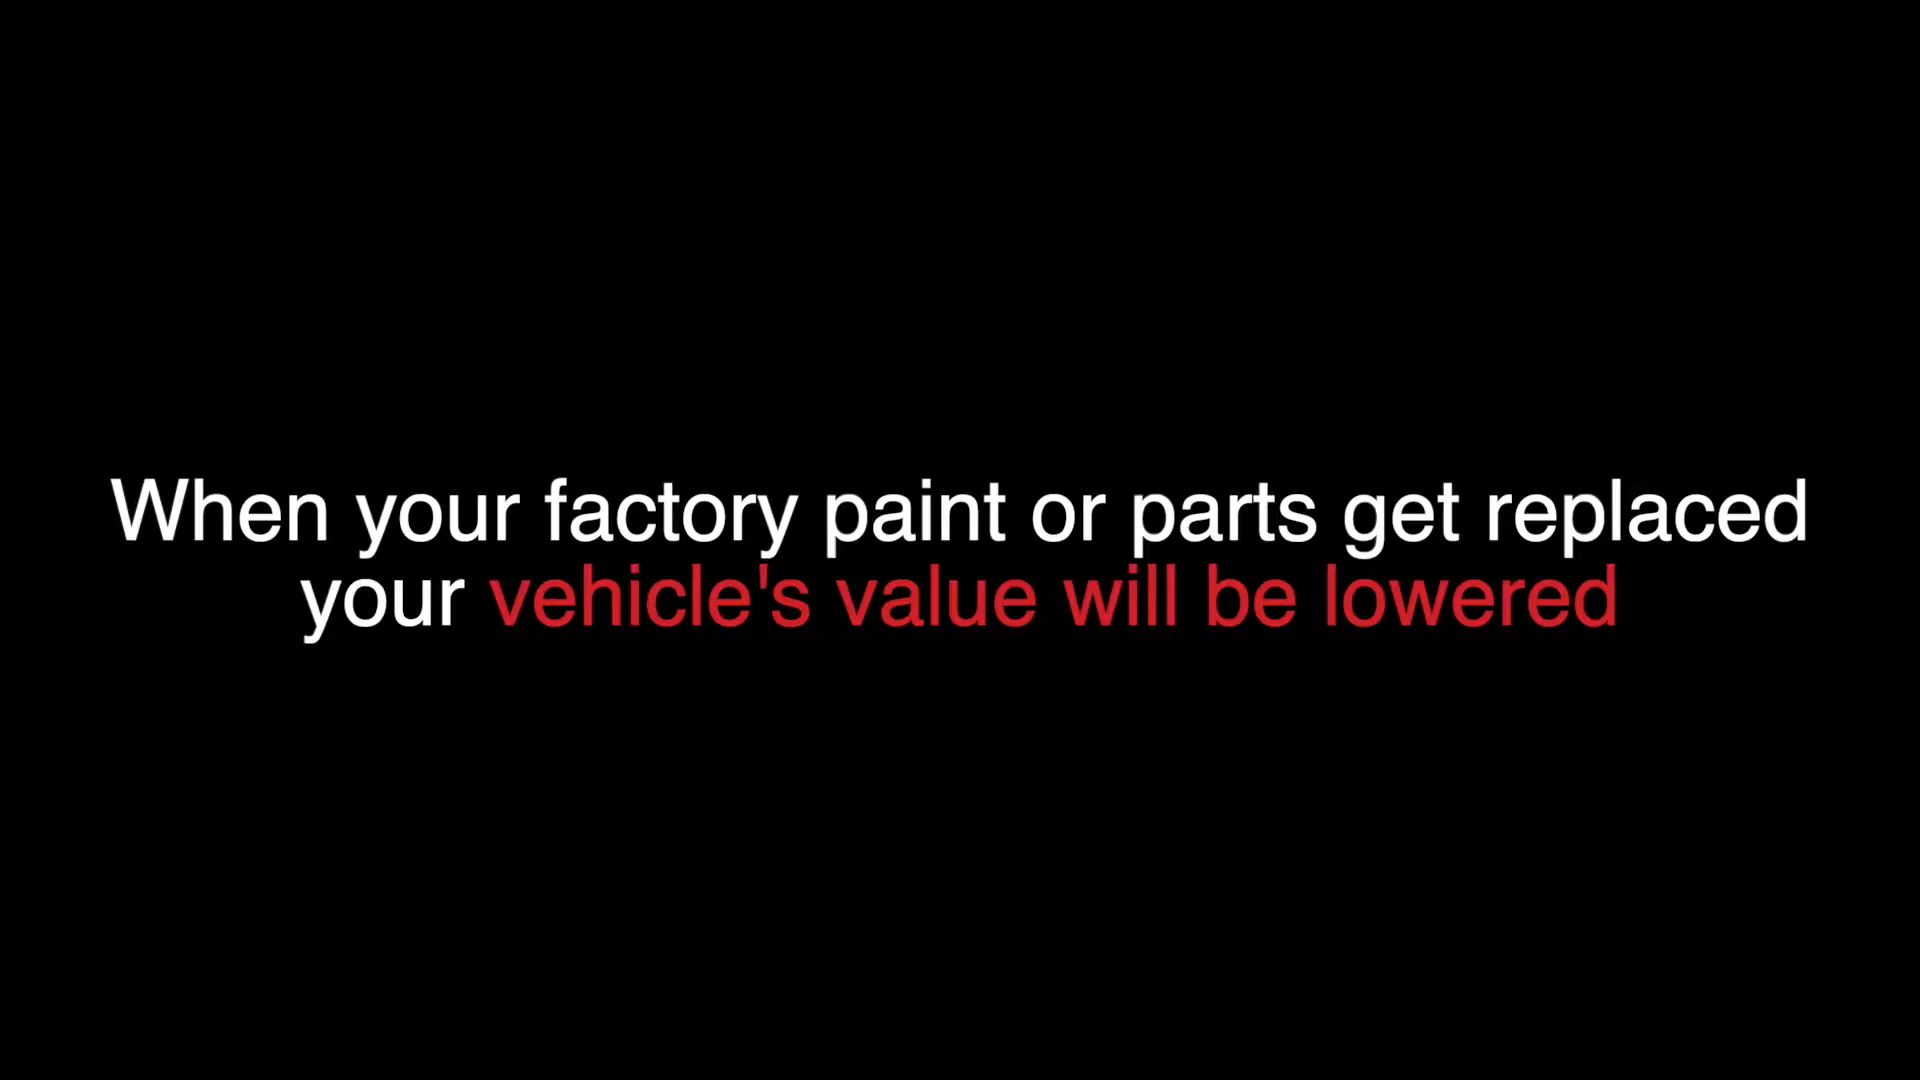 When your factory paint or parts get replaced
your vehicle's value will be lowered